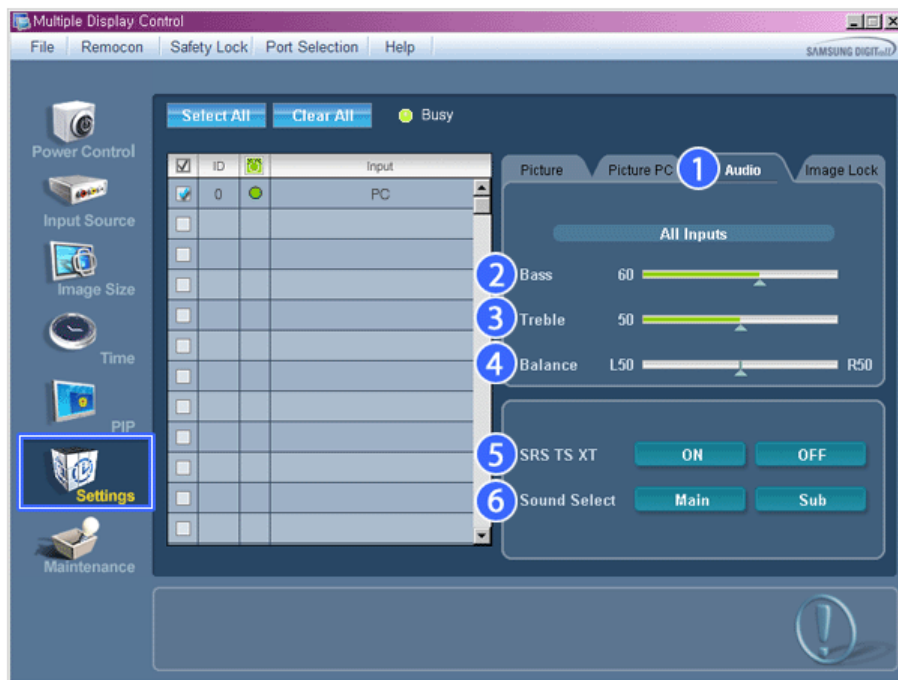 Multiple Display Control
File Remocon Safety Lock Port Selection Help
SAMSUNG DIGITall
Select All Clear All Busy
Power Control
Input Source
Image Size
Time
PIP
Settings
Maintenance
ID Input
0 PC
Picture Picture PC 1 Audio Image Lock
All Inputs
2 Bass 60
3 Treble 50
4 Balance L50 R50
5 SRS TS XT ON OFF
6 Sound Select Main Sub